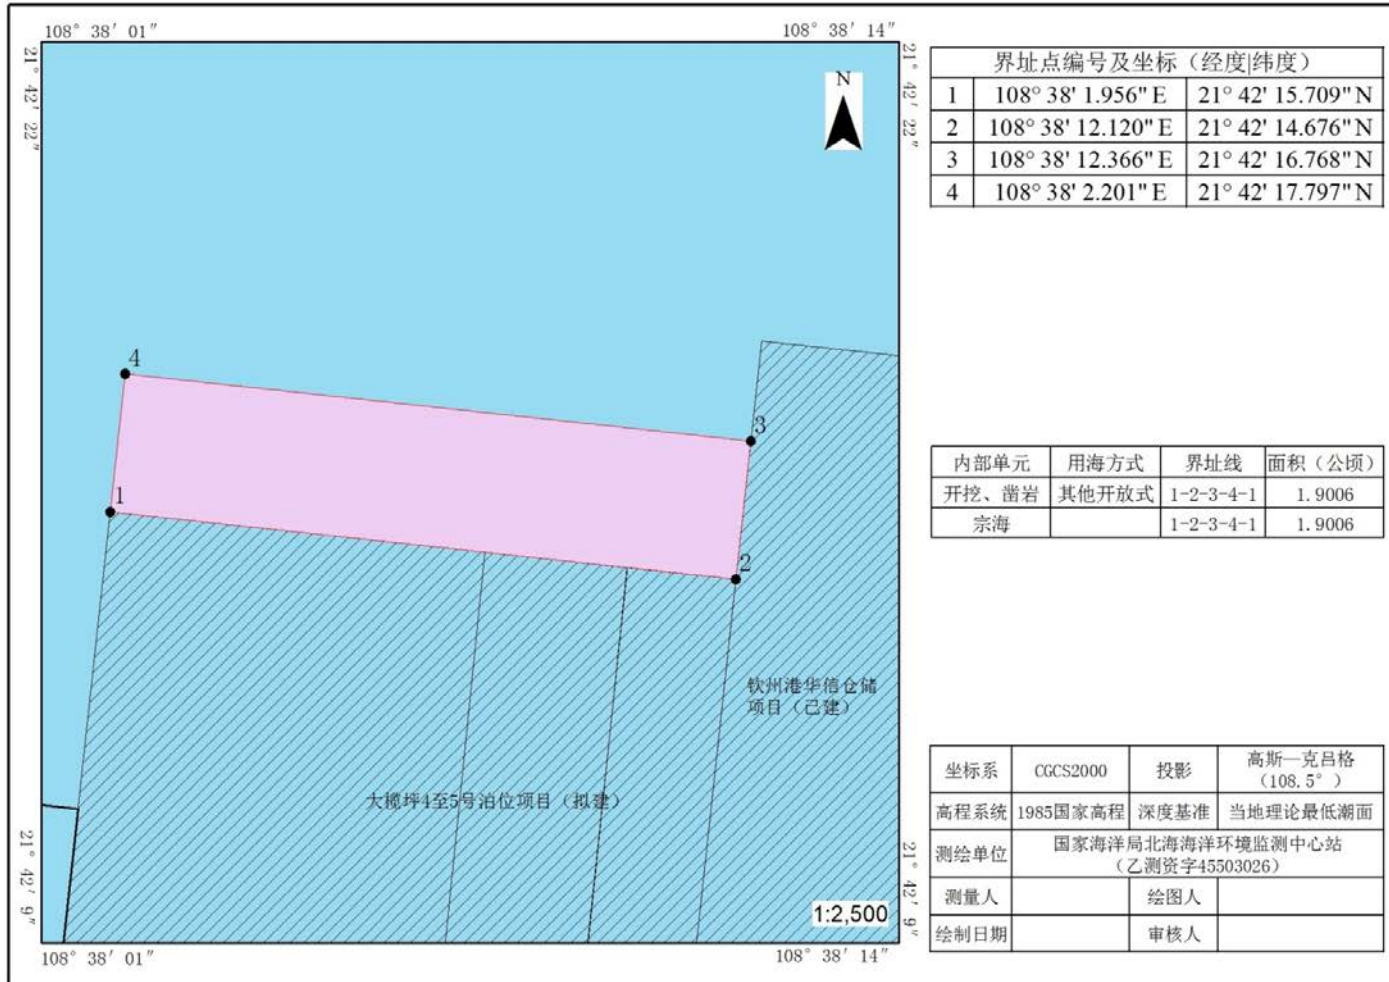 108° 38′ 01″
108° 38′ 14″
21° 42′ 22″
21° 42′ 22″
N
4
3
1
2
钦州港华信仓储
项目（已建）
大榄坪4至5号泊位项目（拟建）
1:2,500
21° 42′ 9″
21° 42′ 9″
108° 38′ 01″
108° 38′ 14″
界址点编号及坐标（经度|纬度）
1 108° 38' 1.956" E 21° 42' 15.709" N
2 108° 38' 12.120" E 21° 42' 14.676" N
3 108° 38' 12.366" E 21° 42' 16.768" N
4 108° 38' 2.201" E 21° 42' 17.797" N
内部单元 用海方式 界址线 面积（公顷）
开挖、凿岩 其他开放式 1-2-3-4-1 1.9006
宗海 1-2-3-4-1 1.9006
坐标系 CGCS2000 投影 高斯—克吕格
（108.5°）
高程系统 1985国家高程 深度基准 当地理论最低潮面
测绘单位 国家海洋局北海海洋环境监测中心站
（乙测资字45503026）
测量人 绘图人
绘制日期 审核人